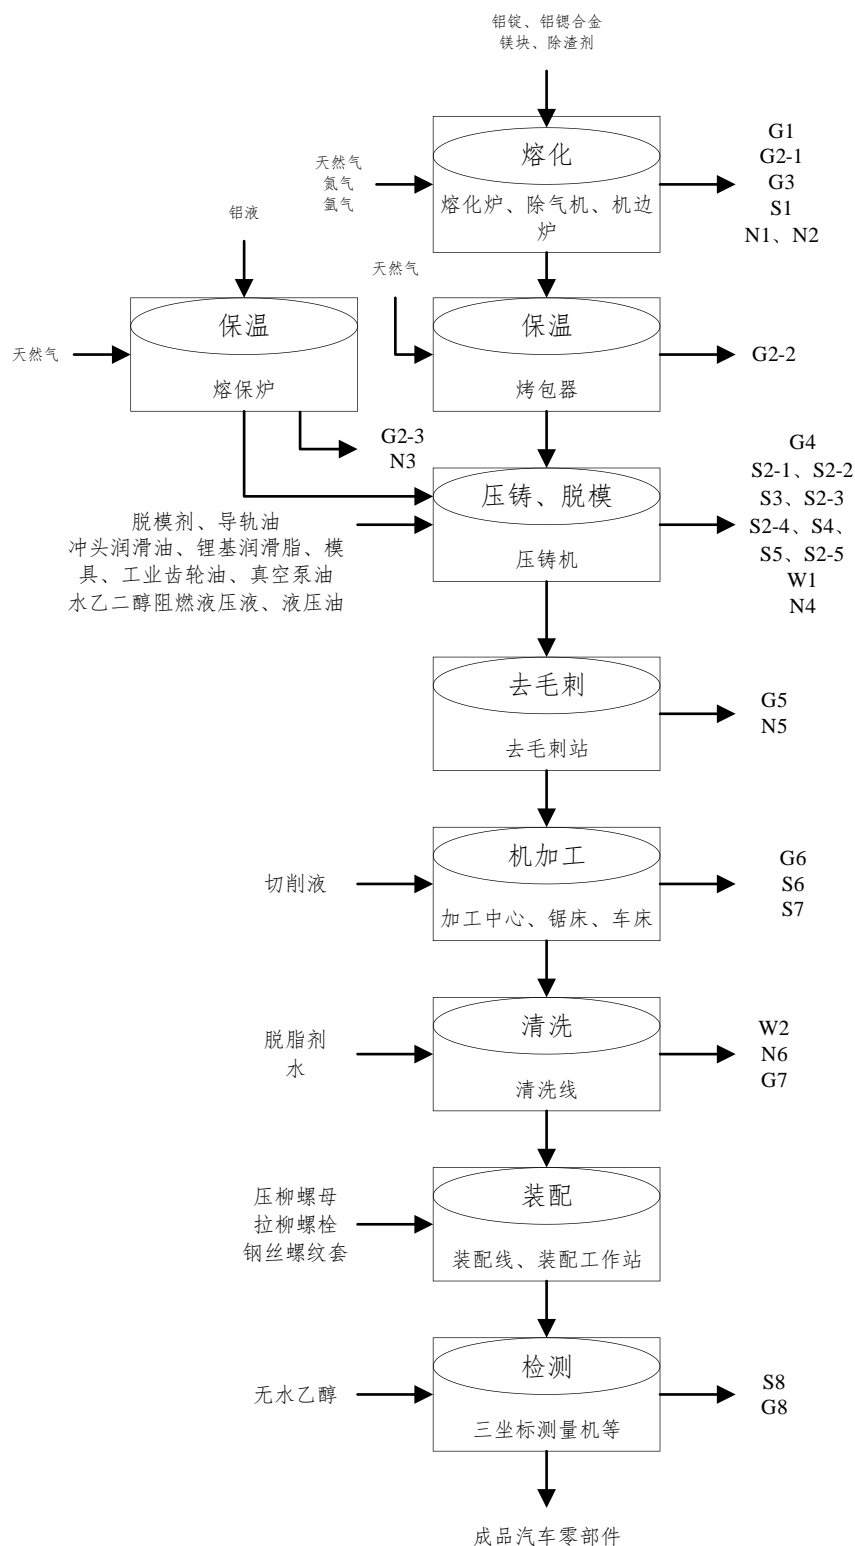 铝锭、铝锶合金
镁块、除渣剂
熔化
熔化炉、除气机、机边
炉
天然气
氮气
氩气
G1
G2-1
G3
S1
N1、N2
铝液
保温
熔保炉
天然气
G2-3
N3
天然气
保温
烤包器
G2-2
压铸、脱模
压铸机
脱模剂、导轨油
冲头润滑油、锂基润滑脂、模
具、工业齿轮油、真空泵油
水乙二醇阻燃液压液、液压油
G4
S2-1、S2-2
S3、S2-3
S2-4、S4、
S5、S2-5
W1
N4
去毛刺
去毛刺站
G5
N5
机加工
加工中心、锯床、车床
切削液
G6
S6
S7
清洗
清洗线
脱脂剂
水
W2
N6
G7
装配
装配线、装配工作站
压柳螺母
拉柳螺栓
钢丝螺纹套
检测
三坐标测量机等
无水乙醇
S8
G8
成品汽车零部件